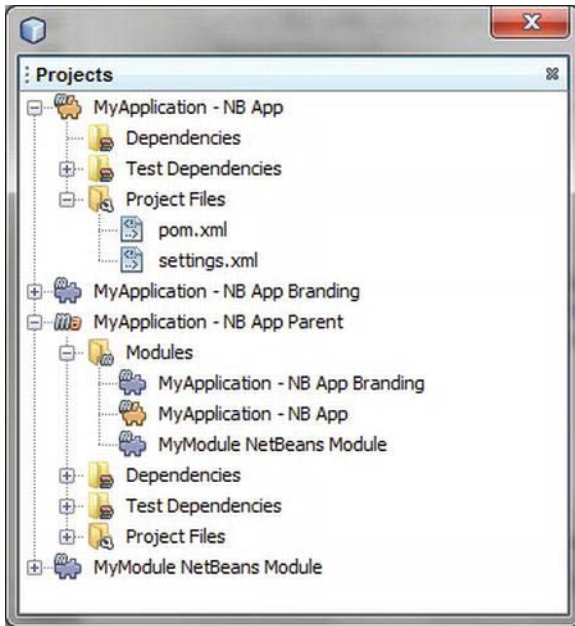 Projects
MyApplication - NB App
Dependencies
Test Dependencies
Project Files
pom.xml
settings.xml
MyApplication - NB App Branding
MyApplication - NB App Parent
Modules
MyApplication - NB App Branding
MyApplication - NB App
MyModule NetBeans Module
Dependencies
Test Dependencies
Project Files
MyModule NetBeans Module